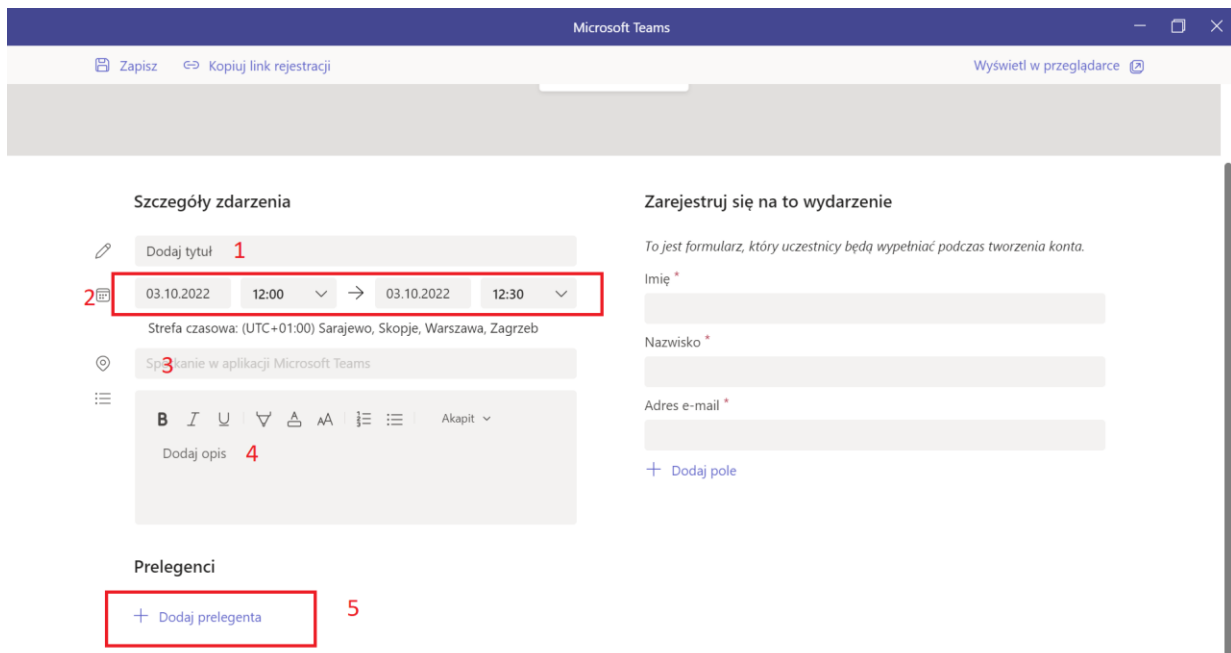 Microsoft Teams
Zapisz Kopiuj link rejestracji Wyświetl w przeglądarce
Szczegóły zdarzenia
Dodaj tytuł 1
2 03.10.2022 12:00 → 03.10.2022 12:30
Strefa czasowa: (UTC+01:00) Sarajewo, Skopje, Warszawa, Zagrzeb
3 Spotkanie w aplikacji Microsoft Teams
B I U A AA Akapit
Dodaj opis 4
Prelegenci
+ Dodaj prelegenta 5
Zarejestruj się na to wydarzenie
To jest formularz, który uczestnicy będą wypełniać podczas tworzenia konta.
Imię *
Nazwisko *
Adres e-mail *
+ Dodaj pole